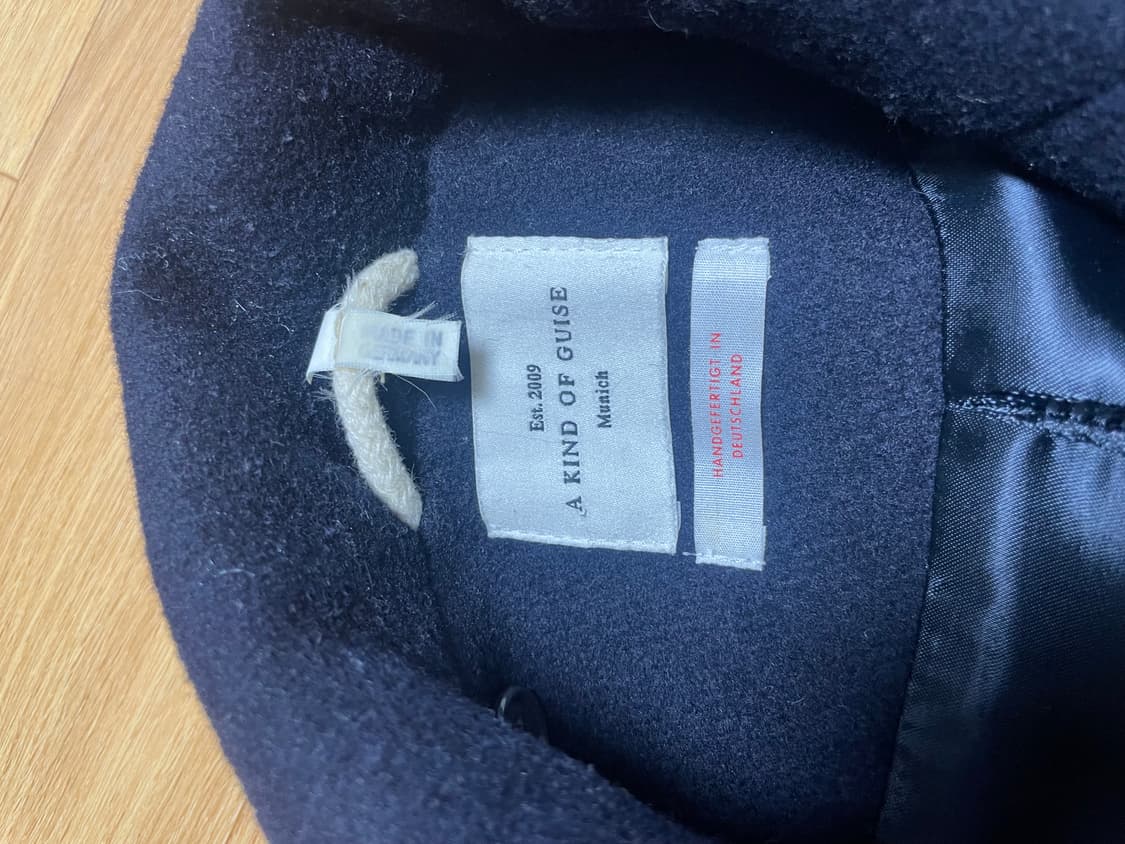 MADE IN
GERMANY
Est. 2009
A KIND OF GUISE
Munich
HANDGEFERTIGT IN
DEUTSCHLAND